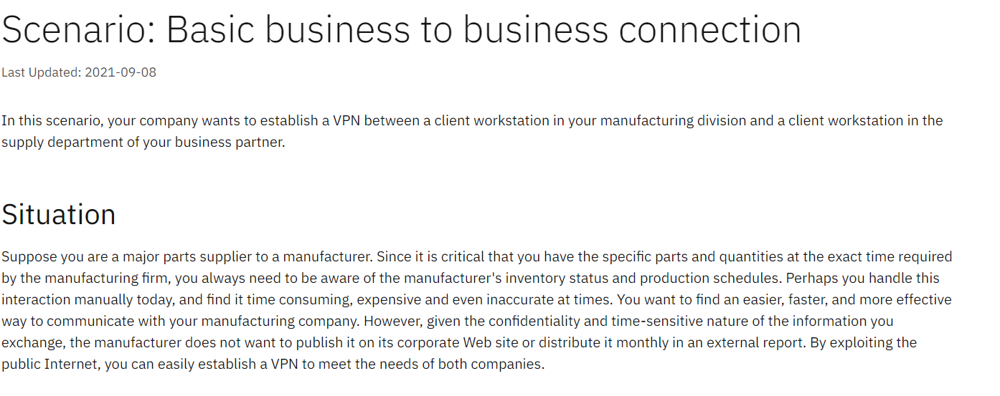 Scenario: Basic business to business connection
Last Updated: 2021-09-08
In this scenario, your company wants to establish a VPN between a client workstation in your manufacturing division and a client workstation in the
supply department of your business partner.
Situation
Suppose you are a major parts supplier to a manufacturer. Since it is critical that you have the specific parts and quantities at the exact time required
by the manufacturing firm, you always need to be aware of the manufacturer's inventory status and production schedules. Perhaps you handle this
interaction manually today, and find it time consuming, expensive and even inaccurate at times. You want to find an easier, faster, and more effective
way to communicate with your manufacturing company. However, given the confidentiality and time-sensitive nature of the information you
exchange, the manufacturer does not want to publish it on its corporate Web site or distribute it monthly in an external report. By exploiting the
public Internet, you can easily establish a VPN to meet the needs of both companies.